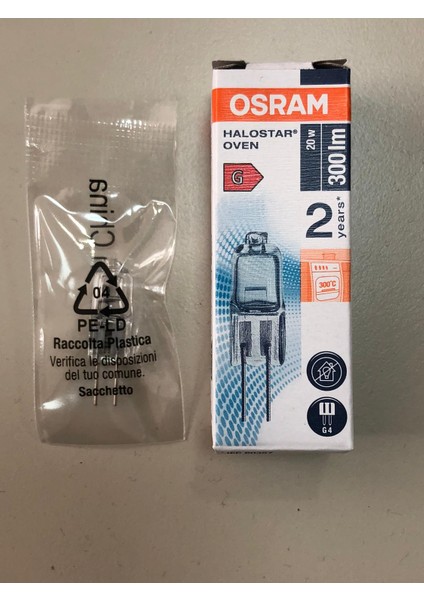 China
04
PE-LD
Raccolta Plastica
Verifica le disposizioni
del tuo comune.
Sacchetto
OSRAM
HALOSTAR®
OVEN
20 W
300 lm
G
2
years*
300°C
G4